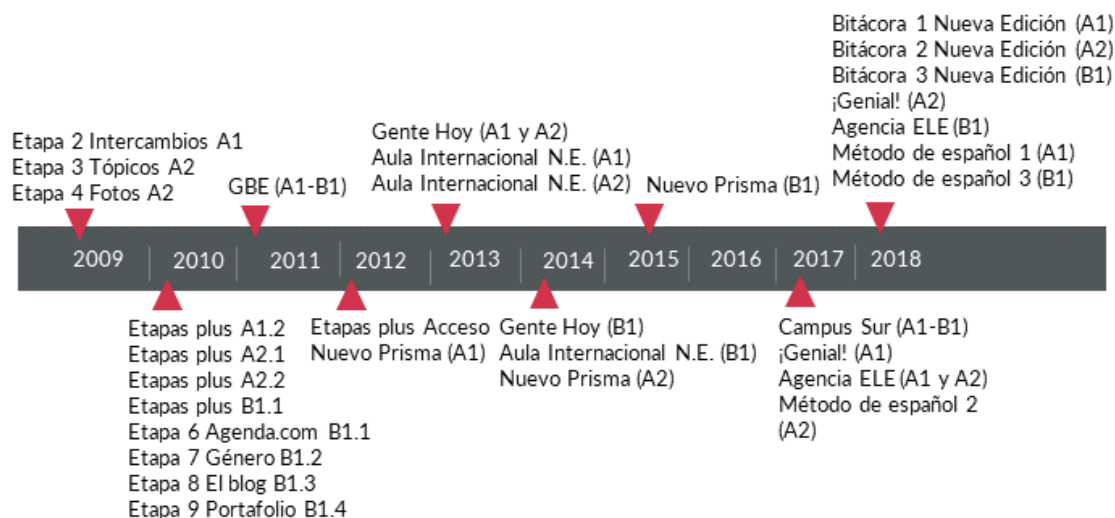 Etapa 2 Intercambios A1
Etapa 3 Tópicos A2
Etapa 4 Fotos A2
GBE (A1-B1)
Gente Hoy (A1 y A2)
Aula Internacional N.E. (A1)
Aula Internacional N.E. (A2)
Nuevo Prisma (B1)
Bitácora 1 Nueva Edición (A1)
Bitácora 2 Nueva Edición (A2)
Bitácora 3 Nueva Edición (B1)
¡Genial! (A2)
Agencia ELE (B1)
Método de español 1 (A1)
Método de español 3 (B1)
2009 2010 2011 2012 2013 2014 2015 2016 2017 2018
Etapas plus A1.2
Etapas plus A2.1
Etapas plus A2.2
Etapas plus B1.1
Etapa 6 Agenda.com B1.1
Etapa 7 Género B1.2
Etapa 8 El blog B1.3
Etapa 9 Portafolio B1.4
Etapas plus Acceso
Nuevo Prisma (A1)
Gente Hoy (B1)
Aula Internacional N.E. (B1)
Nuevo Prisma (A2)
Campus Sur (A1-B1)
¡Genial! (A1)
Agencia ELE (A1 y A2)
Método de español 2
(A2)